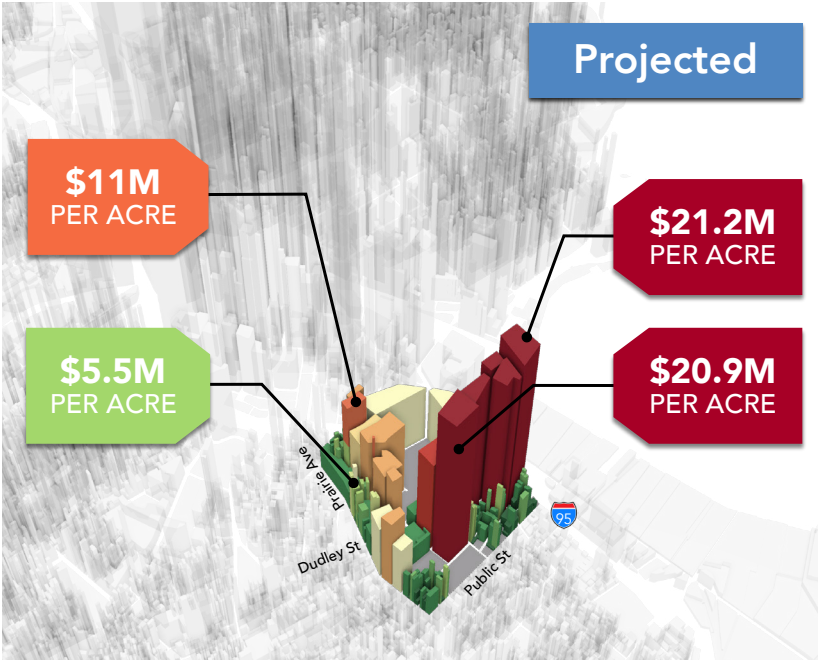 Projected
$11M
PER ACRE
$21.2M
PER ACRE
$5.5M
PER ACRE
$20.9M
PER ACRE
Prairie Ave
95
Dudley St
Public St